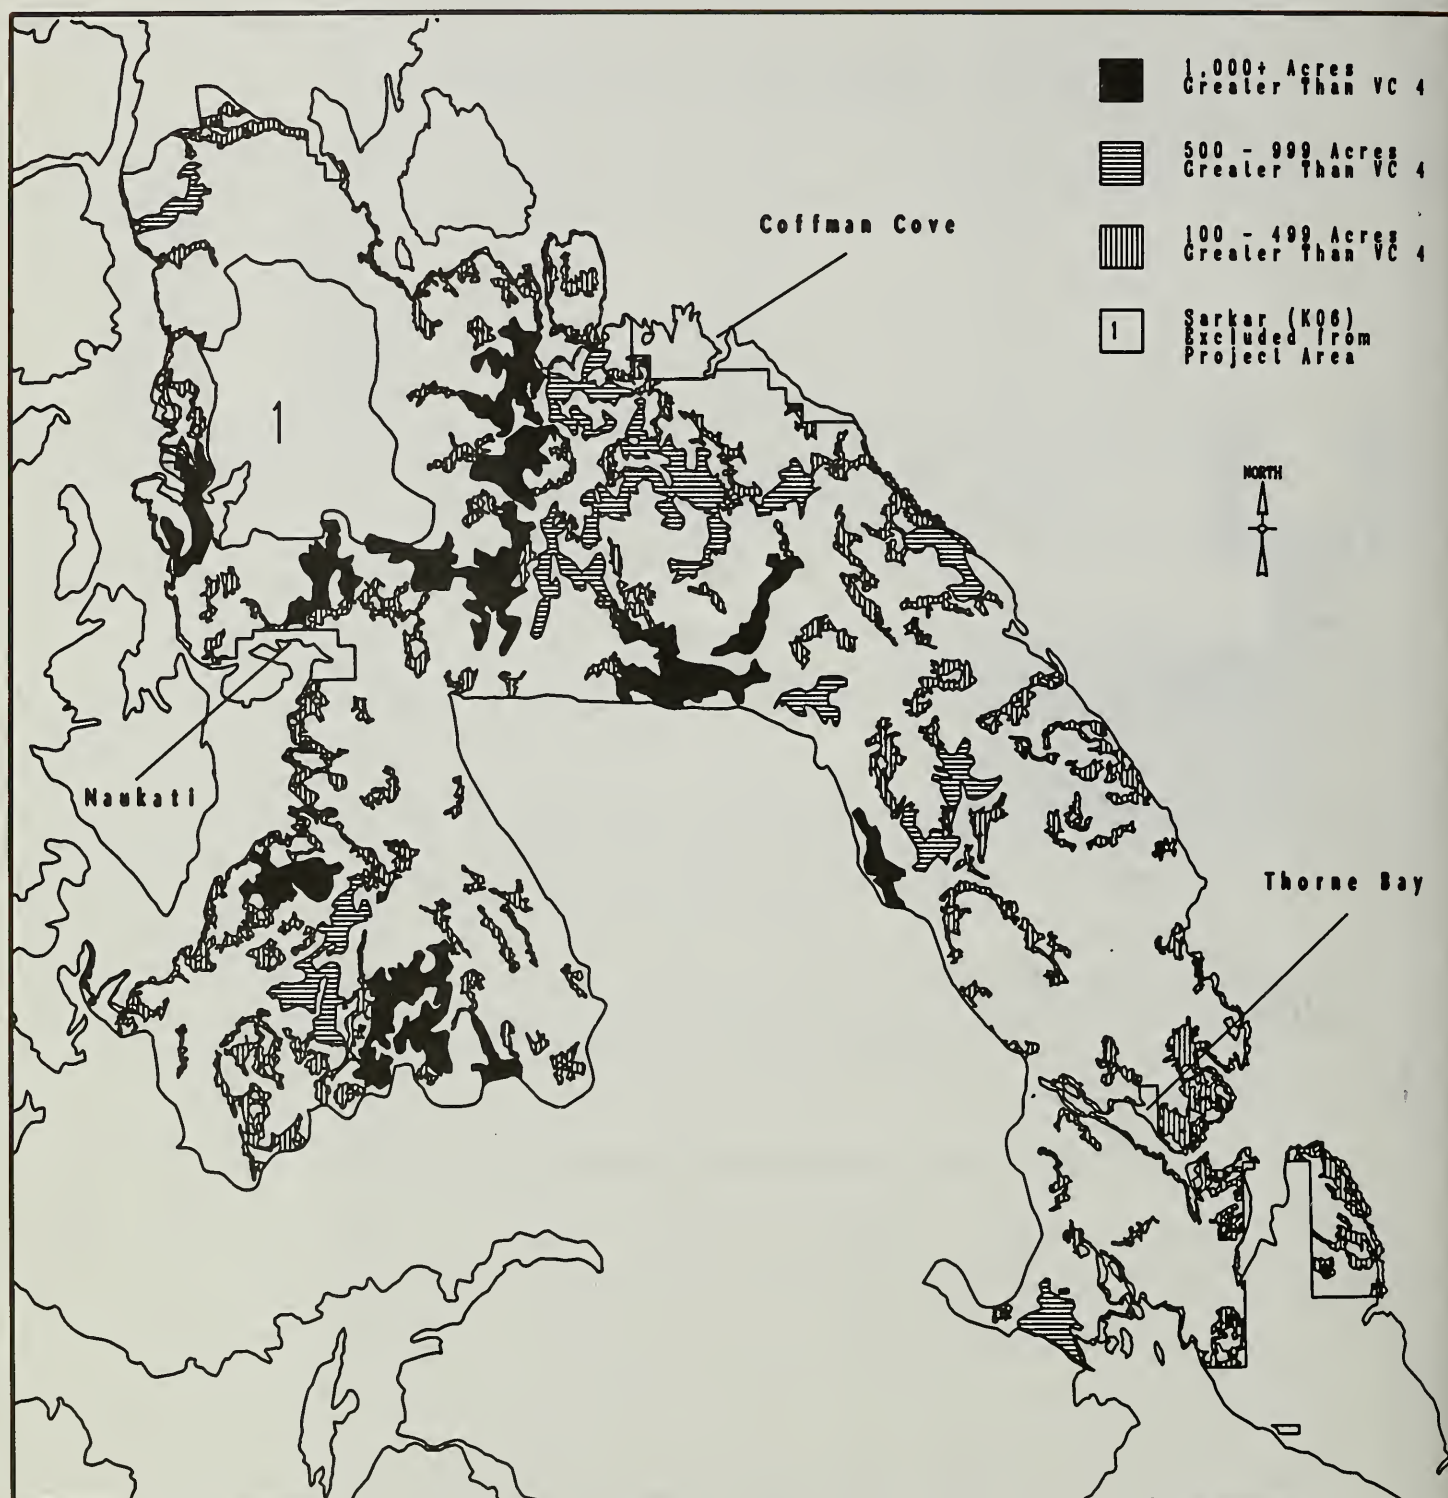 1,000+ Acres
Greater Than VC 4
500 - 999 Acres
Greater Than VC 4
100 - 499 Acres
Greater Than VC 4
1
Sarkar (K06)
Excluded from
Project Area
Coffman Cove
1
NORTH
Naukati
Thorne Bay